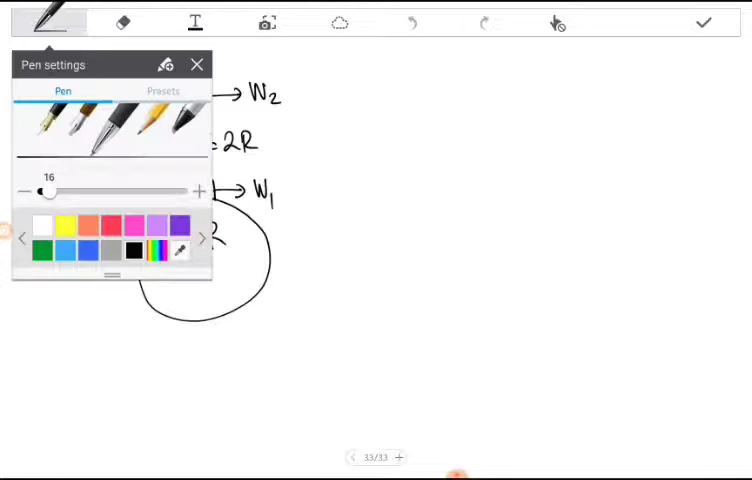 T
Pen settings
Pen
Presets
→ W2
= 2R
16
→ W1
R
33/33